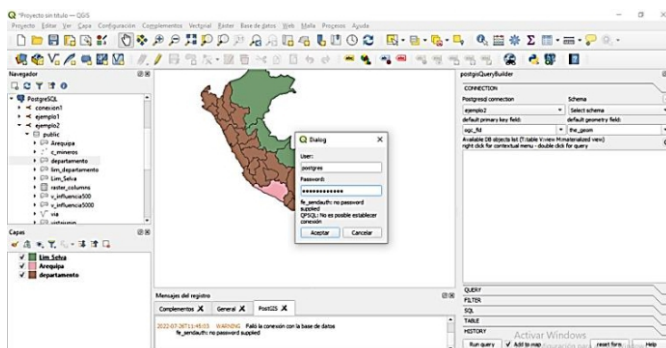 *Proyecto sin título — QGIS
Proyecto Editar Ver Capa Configuración Complementos Vectorial Ráster Base de datos Web Malla Procesos Ayuda
Navegador
PostgreSQL
conexion1
ejemplo1
ejemplo2
public
Arequipa
c_mineros
departamento
lim_departamento
Lim_Selva
raster_columns
v_influencia500
v_influencia5000
via
Capas
Lim_Selva
Arequipa
departamento
Dialog
User:
postgres
Password:
fe_sendauth: no password
supplied
QPSQL: No es posible establecer
conexión
Aceptar Cancelar
Mensajes del registro
Complementos X General X PostGIS X
2022-07-26T11:45:03 WARNING Falló la conexión con la base de datos
fe_sendauth: no password supplied
postgisQueryBuilder
CONNECTION
Postgresql connection Schema
ejemplo2 Select schema
default primary key field: default geometry field:
ogc_fid the_geom
Available DB objects list (T:table V:view M:materialized view)
right click for contextual menu - double click for query
QUERY
FILTER
SQL
TABLE
HISTORY
Activar Windows
Run query Add to map reset form Help